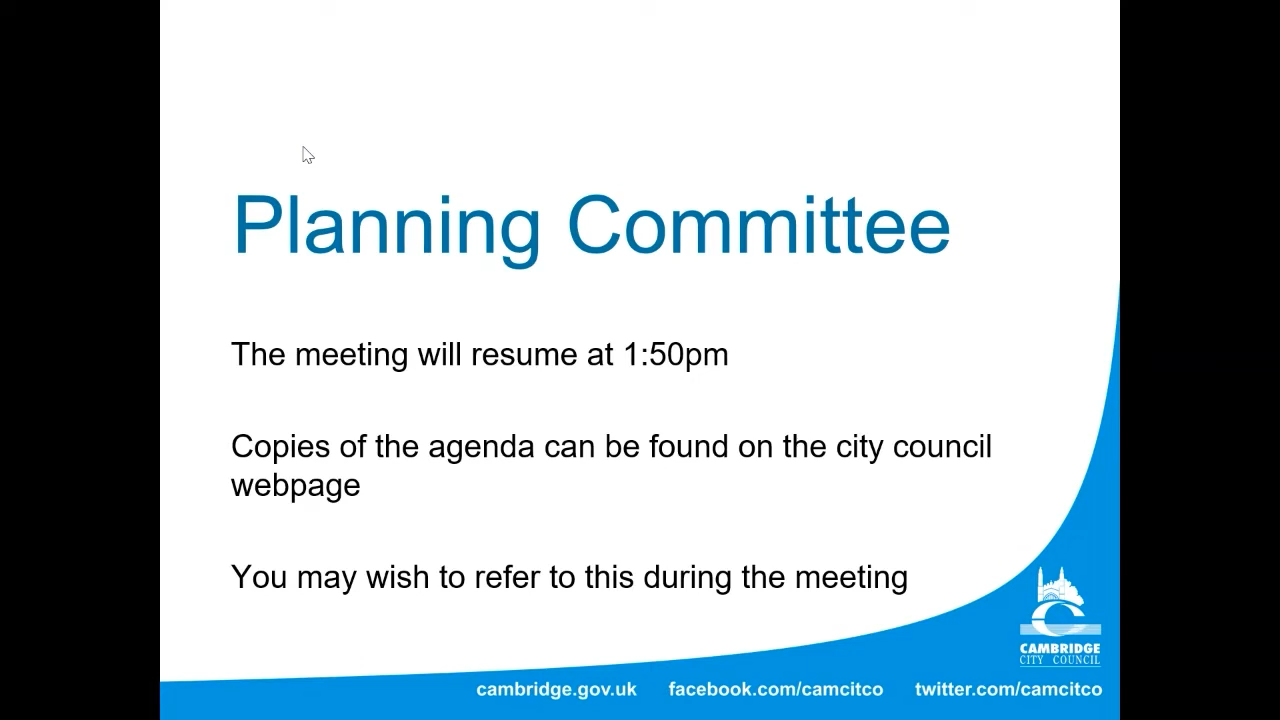 Planning Committee
The meeting will resume at 1:50pm
Copies of the agenda can be found on the city council
webpage
You may wish to refer to this during the meeting
CAMBRIDGE
CITY COUNCIL
cambridge.gov.uk facebook.com/camcitco twitter.com/camcitco